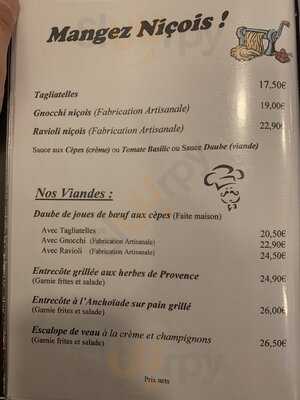 Mangez Niçois !
Tagliatelles 17,50€
Gnocchi niçois (Fabrication Artisanale) 19,00€
Ravioli niçois (Fabrication Artisanale) 22,90€
Sauce aux Cèpes (crème) ou Tomate Basilic ou Sauce Daube (viande)
Nos Viandes :
Daube de joues de bœuf aux cèpes (Faite maison)
Avec Tagliatelles 20,50€
Avec Gnocchi (Fabrication Artisanale) 22,90€
Avec Ravioli (Fabrication Artisanale) 24,50€
Entrecôte grillée aux herbes de Provence 24,90€
(Garnie frites et salade)
Entrecôte à l'Anchoïade sur pain grillé 26,00€
(Garnie frites et salade)
Escalope de veau à la crème et champignons 26,50€
(Garnie frites et salade)
Prix nets